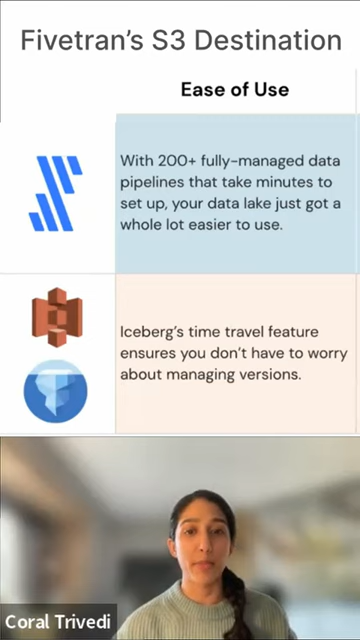 Fivetran's S3 Destination
Ease of Use
With 200+ fully-managed data
pipelines that take minutes to
set up, your data lake just got a
whole lot easier to use.
Iceberg's time travel feature
ensures you don't have to worry
about managing versions.
Coral Trivedi